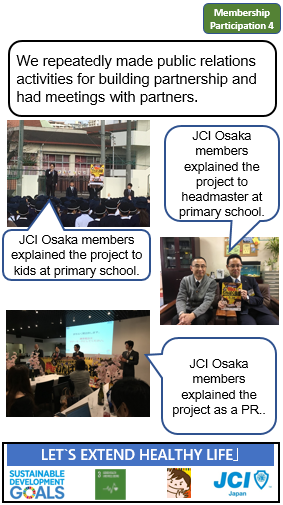 Membership
Participation 4
We repeatedly made public relations
activities for building partnership and
had meetings with partners.
JCI Osaka
members
explained the
project to
headmaster at
primary school.
JCI Osaka members
explained the project to
kids at primary school.
JCI Osaka
members
explained the
project as a PR..
LET`S EXTEND HEALTHY LIFE」
SUSTAINABLE
DEVELOPMENT
GOALS
JCI
Japan